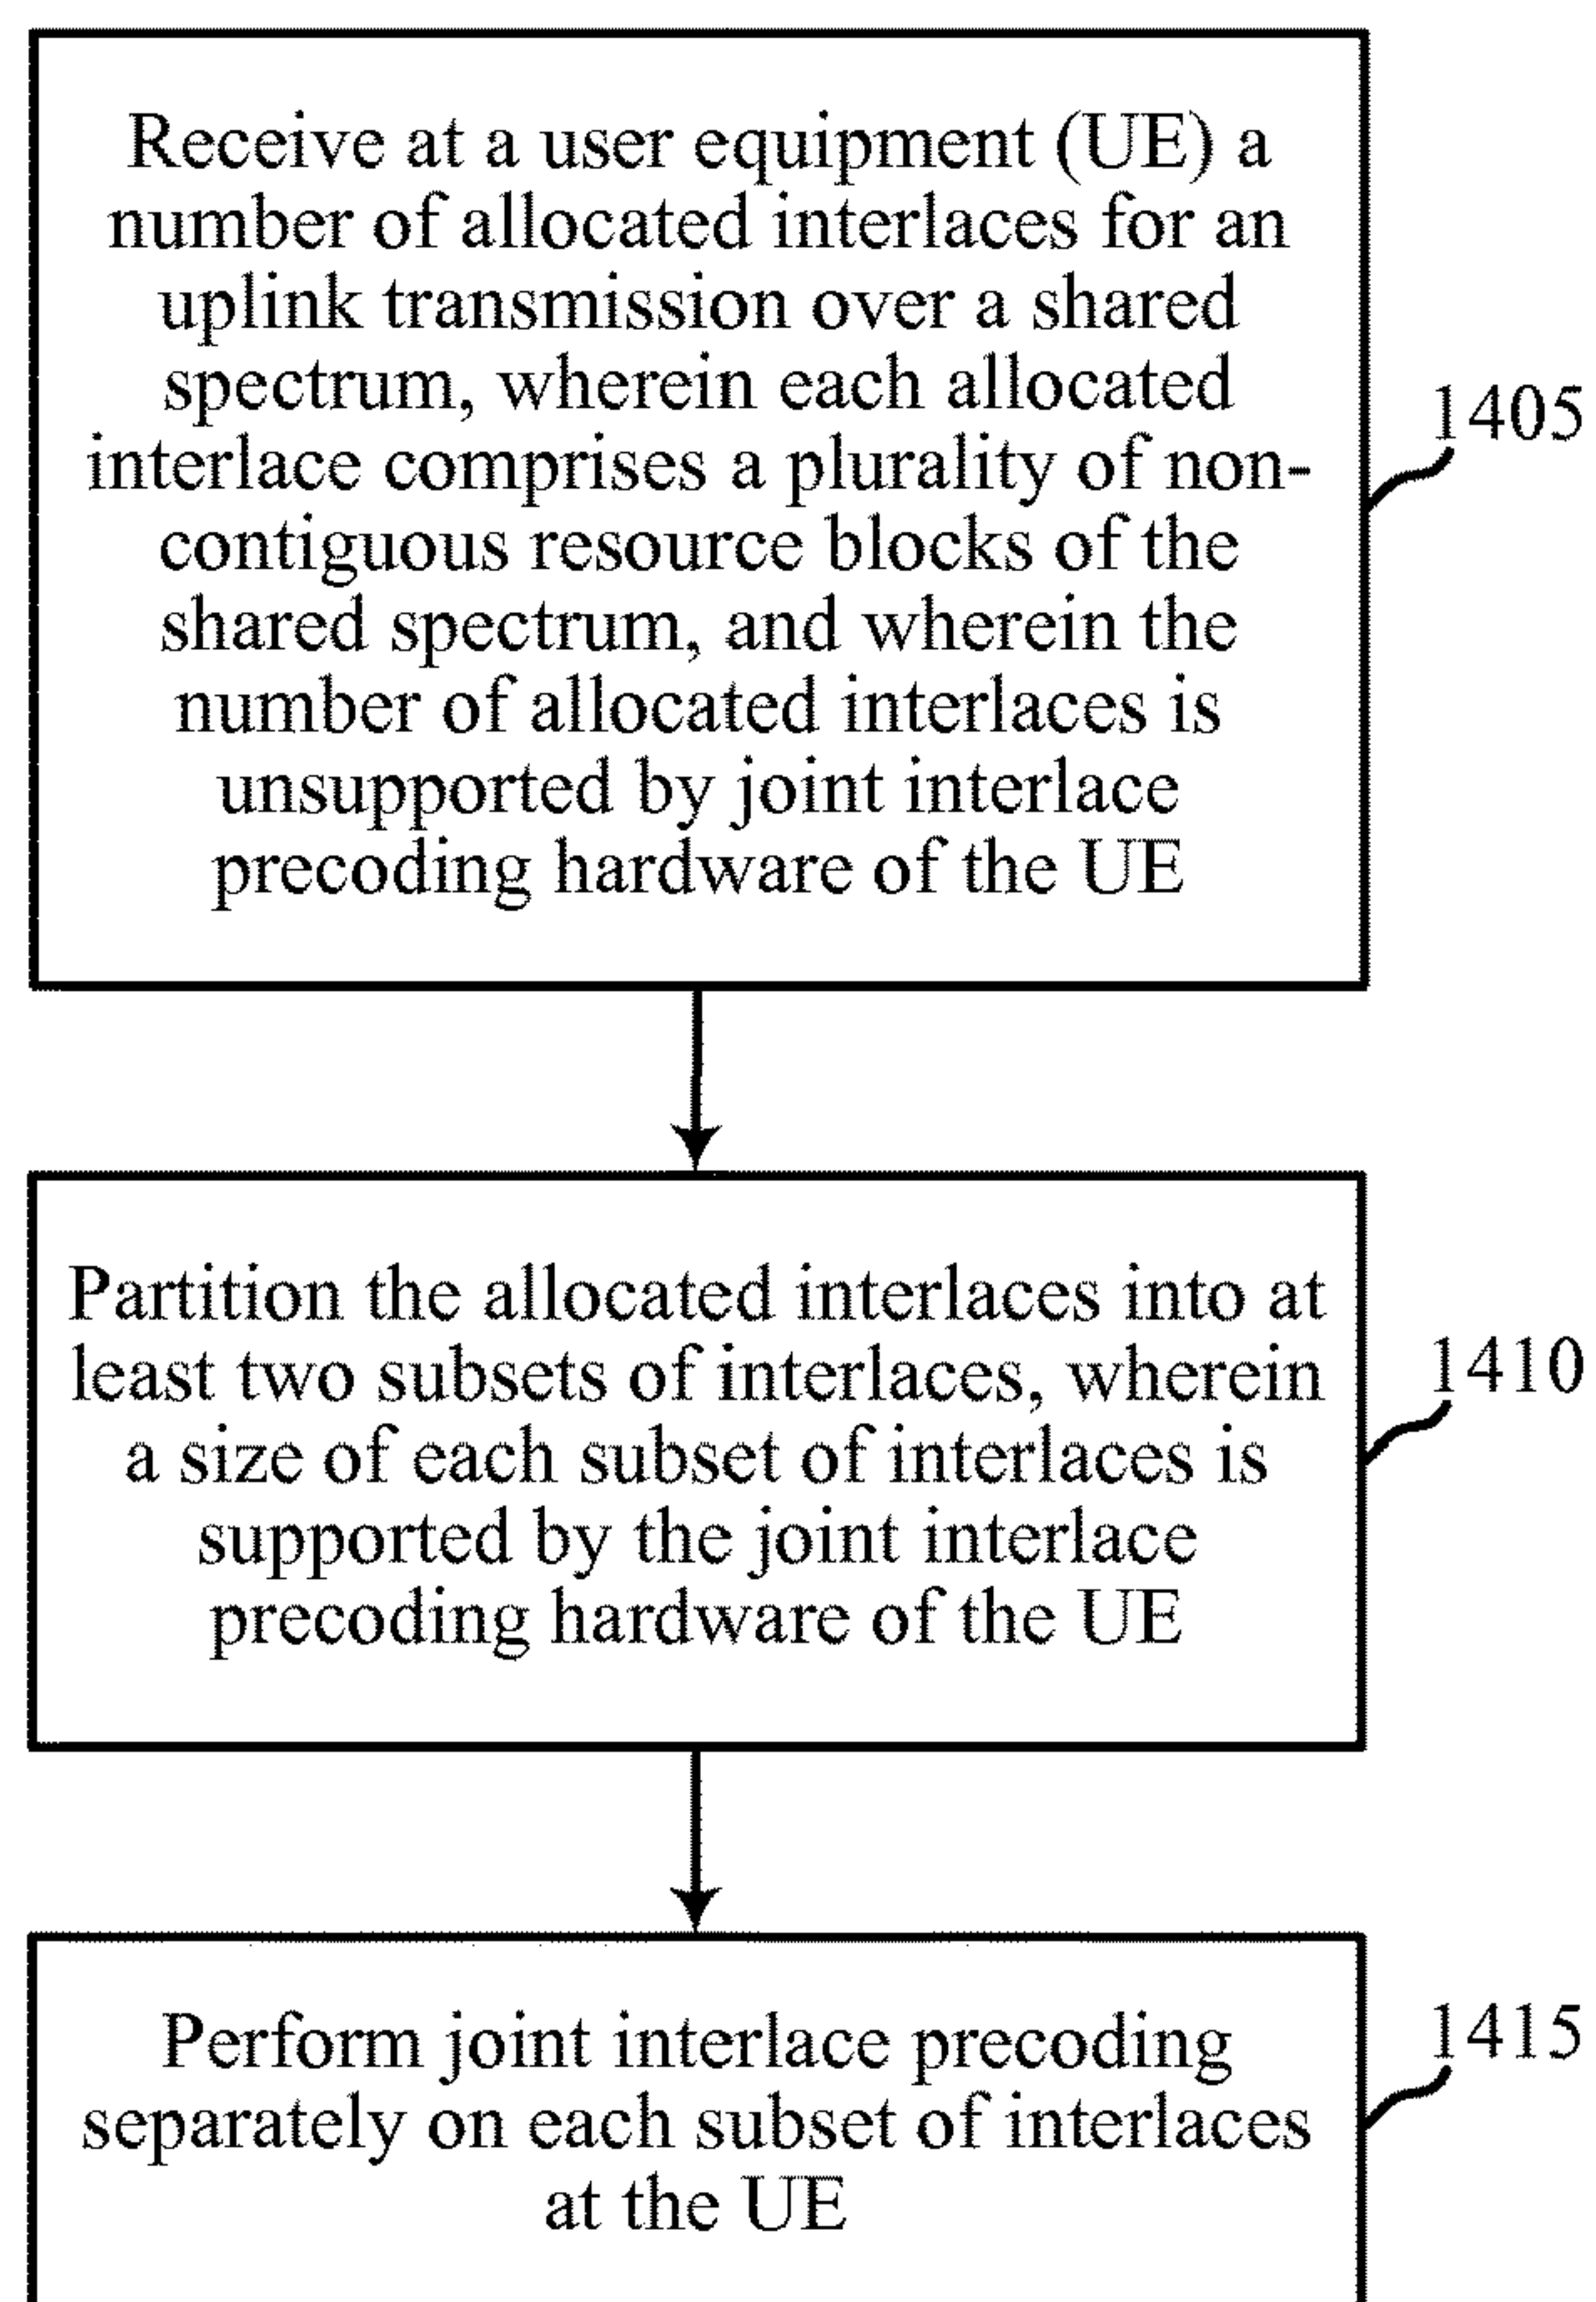 Receive at a user equipment (UE) a
number of allocated interlaces for an
uplink transmission over a shared
spectrum, wherein each allocated
interlace comprises a plurality of non-
contiguous resource blocks of the
shared spectrum, and wherein the
number of allocated interlaces is
unsupported by joint interlace
precoding hardware of the UE
1405
Partition the allocated interlaces into at
least two subsets of interlaces, wherein
a size of each subset of interlaces is
supported by the joint interlace
precoding hardware of the UE
1410
Perform joint interlace precoding
separately on each subset of interlaces
at the UE
1415